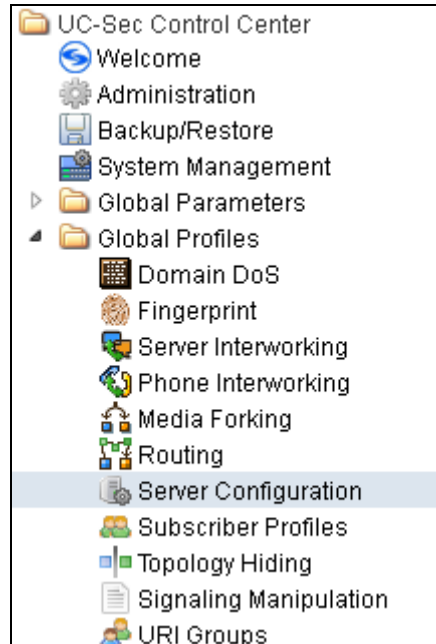 UC-Sec Control Center
Welcome
Administration
Backup/Restore
System Management
Global Parameters
Global Profiles
Domain DoS
Fingerprint
Server Interworking
Phone Interworking
Media Forking
Routing
Server Configuration
Subscriber Profiles
Topology Hiding
Signaling Manipulation
URI Groups